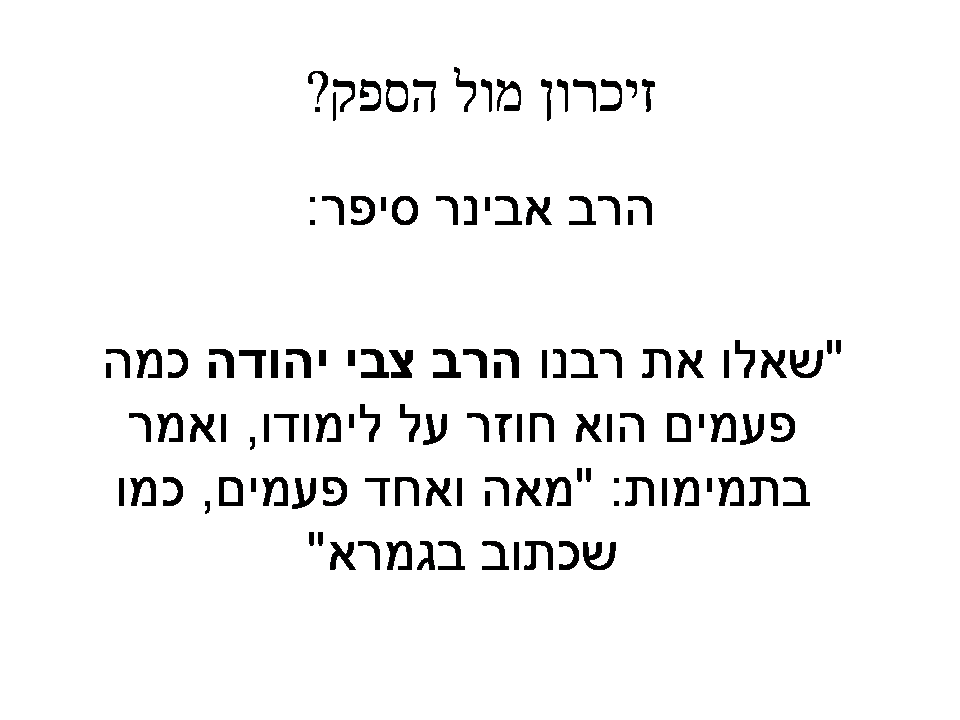 זיכרון מול הספק?
הרב אבינר סיפר:
"שאלו את רבנו הרב צבי יהודה כמה
פעמים הוא חוזר על לימודו, ואמר
בתמימות: "מאה ואחד פעמים, כמו
שכתוב בגמרא"